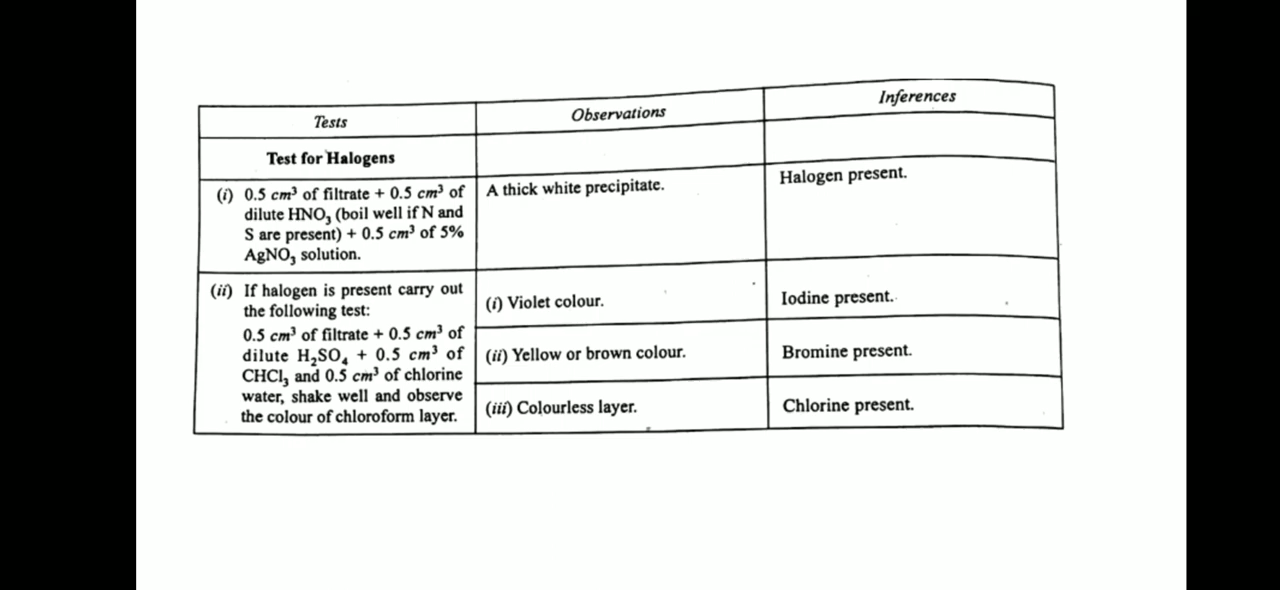 Tests
Observations
Inferences
Test for Halogens
(i) 0.5 cm³ of filtrate + 0.5 cm³ of
dilute HNO₃ (boil well if N and
S are present) + 0.5 cm³ of 5%
AgNO₃ solution.
A thick white precipitate.
Halogen present.
(ii) If halogen is present carry out
the following test:
0.5 cm³ of filtrate + 0.5 cm³ of
dilute H₂SO₄ + 0.5 cm³ of
CHCl₃ and 0.5 cm³ of chlorine
water, shake well and observe
the colour of chloroform layer.
(i) Violet colour.
Iodine present.
(ii) Yellow or brown colour.
Bromine present.
(iii) Colourless layer.
Chlorine present.